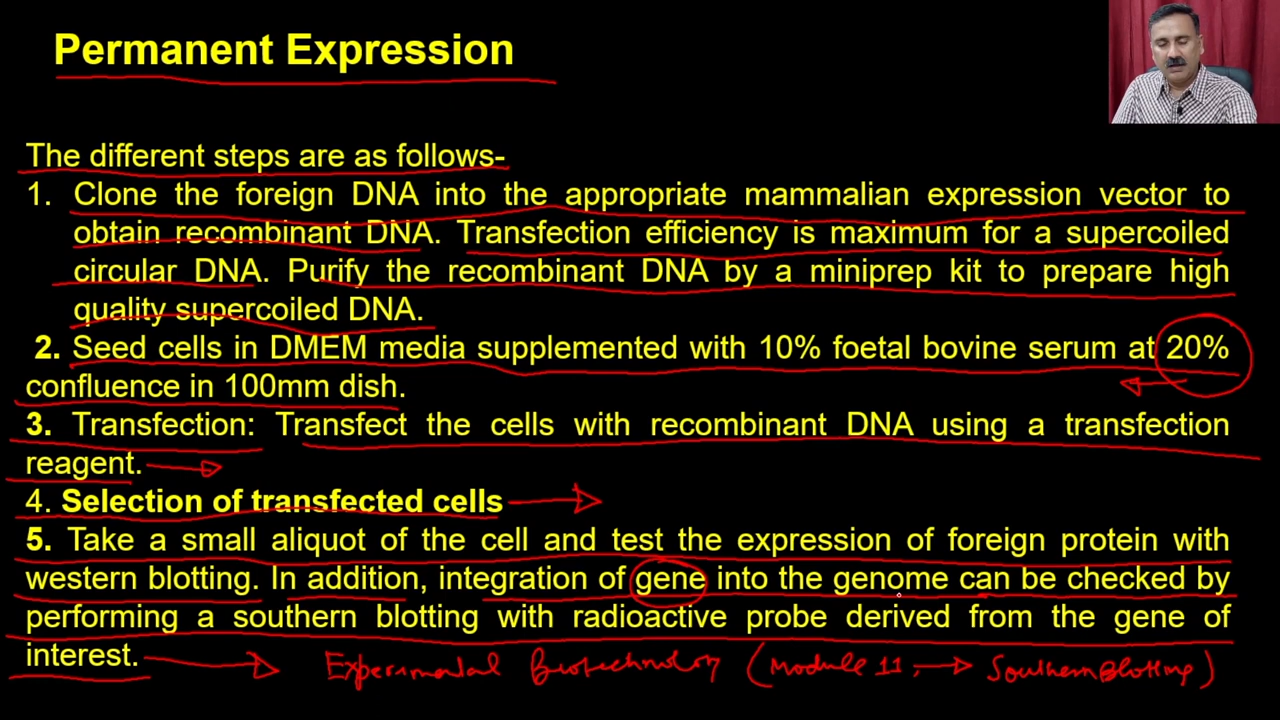 Permanent Expression
The different steps are as follows-
1. Clone the foreign DNA into the appropriate mammalian expression vector to
obtain recombinant DNA. Transfection efficiency is maximum for a supercoiled
circular DNA. Purify the recombinant DNA by a miniprep kit to prepare high
quality supercoiled DNA.
2. Seed cells in DMEM media supplemented with 10% foetal bovine serum at 20%
confluence in 100mm dish.
3. Transfection: Transfect the cells with recombinant DNA using a transfection
reagent.
4. Selection of transfected cells
5. Take a small aliquot of the cell and test the expression of foreign protein with
western blotting. In addition, integration of gene into the genome can be checked by
performing a southern blotting with radioactive probe derived from the gene of
interest.
Experimental Biotechnology (Module 11, → Southern Blotting)